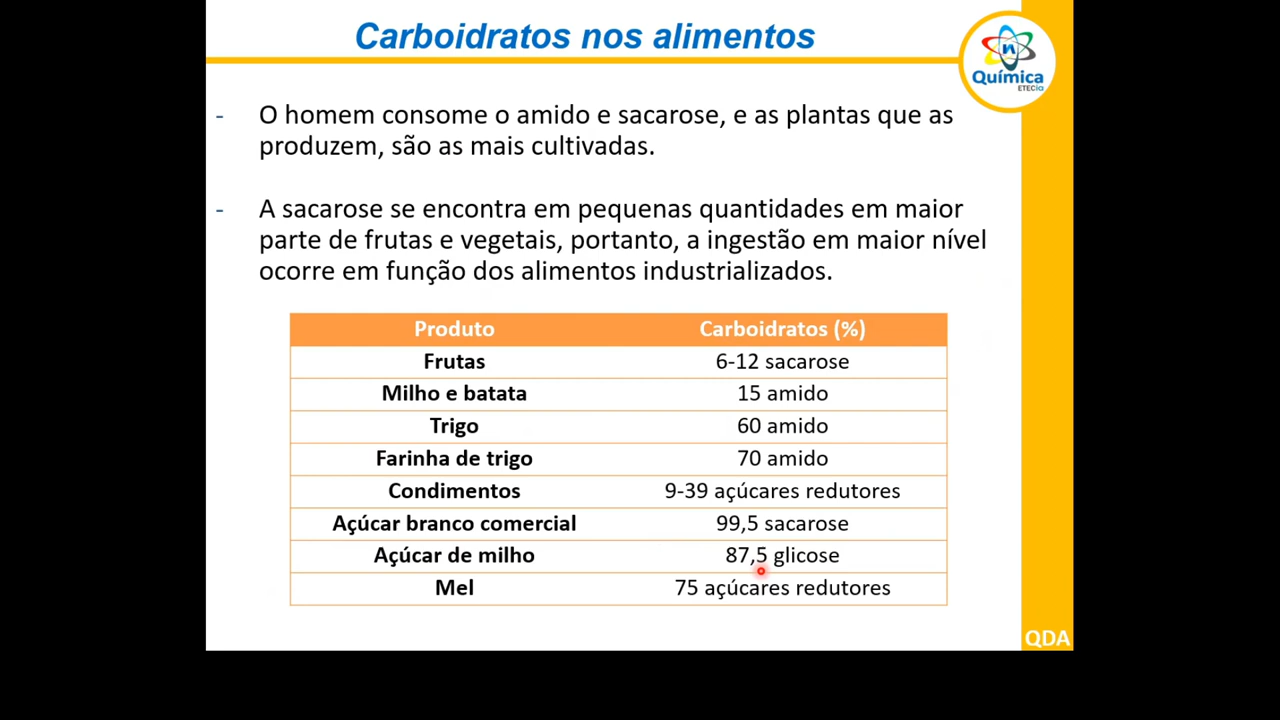 Carboidratos nos alimentos
n
Química
ETECia
- O homem consome o amido e sacarose, e as plantas que as
produzem, são as mais cultivadas.
- A sacarose se encontra em pequenas quantidades em maior
parte de frutas e vegetais, portanto, a ingestão em maior nível
ocorre em função dos alimentos industrializados.
Produto Carboidratos (%)
Frutas 6-12 sacarose
Milho e batata 15 amido
Trigo 60 amido
Farinha de trigo 70 amido
Condimentos 9-39 açúcares redutores
Açúcar branco comercial 99,5 sacarose
Açúcar de milho 87,5 glicose
Mel 75 açúcares redutores
QDA